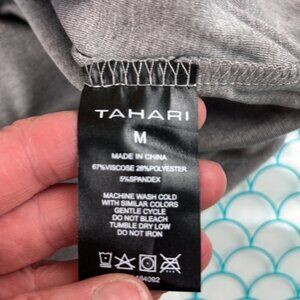 TAHARI
M
MADE IN CHINA
67%VISCOSE 28%POLYESTER
5%SPANDEX
MACHINE WASH COLD
WITH SIMILAR COLORS
GENTLE CYCLE
DO NOT BLEACH
TUMBLE DRY LOW
DO NOT IRON